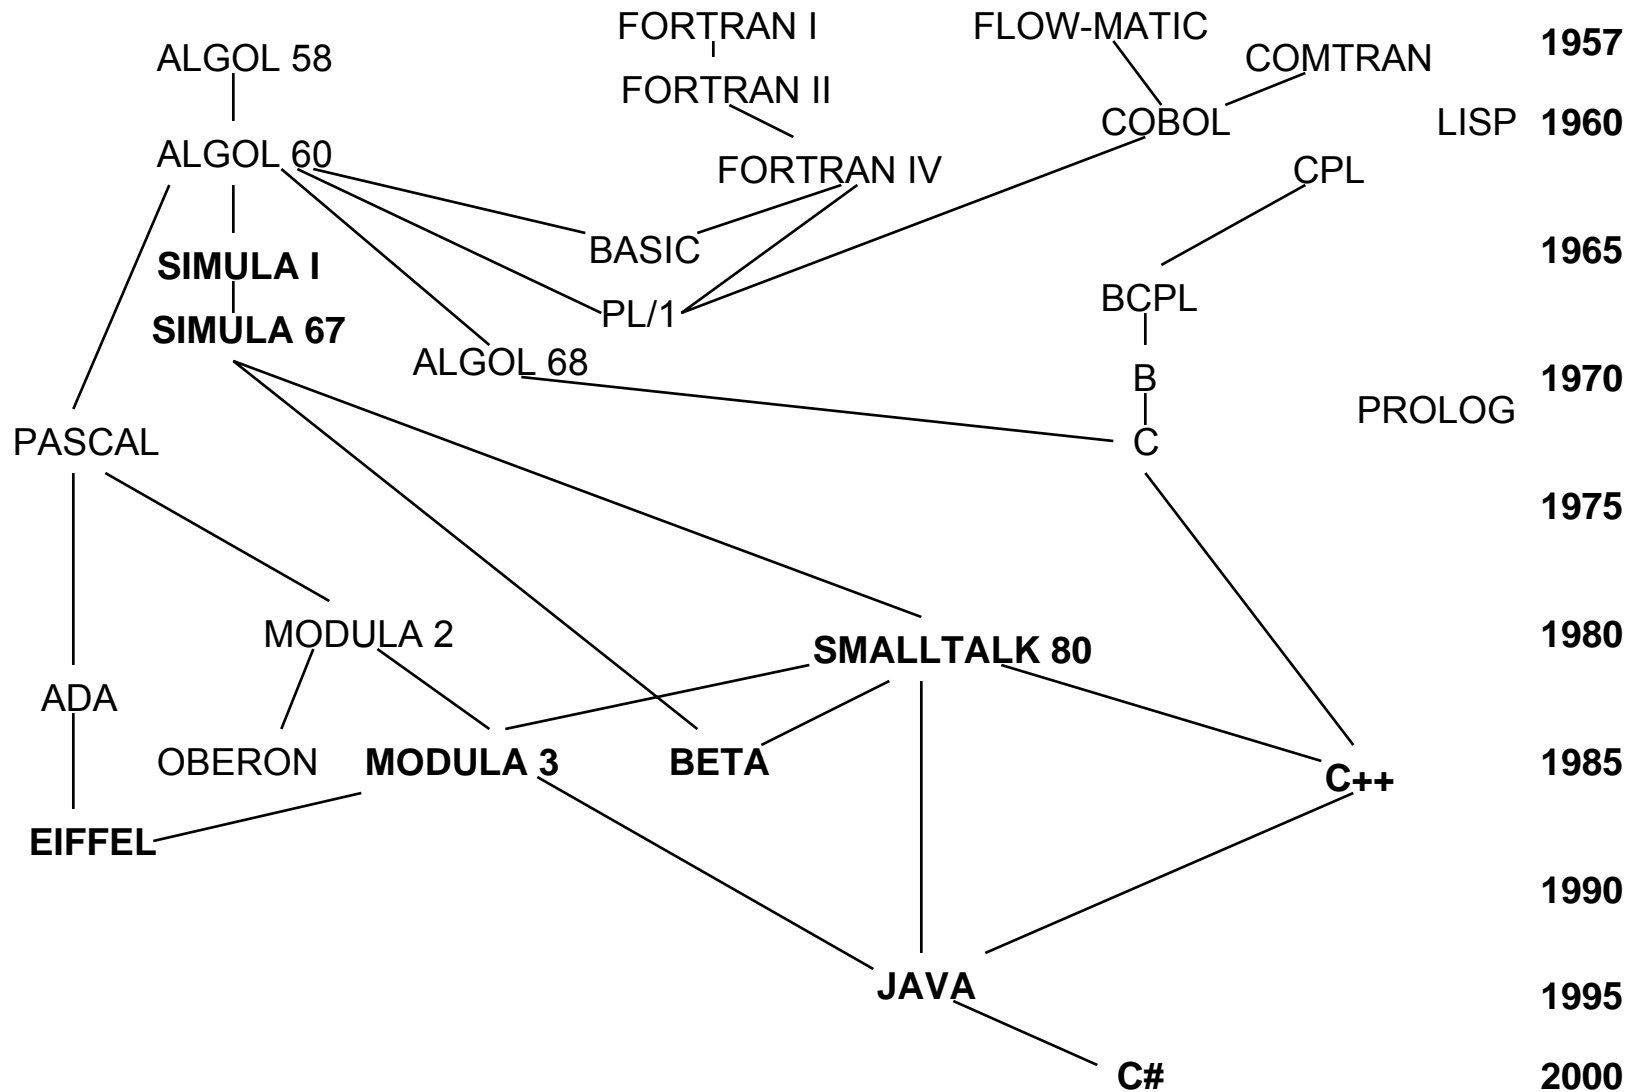 FORTRAN I FLOW-MATIC
ALGOL 58 COMTRAN 1957
FORTRAN II
COBOL LISP 1960
ALGOL 60
FORTRAN IV CPL
BASIC 1965
SIMULA I
BCPL
PL/1
SIMULA 67
ALGOL 68
B 1970
PROLOG
PASCAL C
1975
MODULA 2 1980
SMALLTALK 80
ADA
OBERON MODULA 3 BETA 1985
C++
EIFFEL
1990
JAVA 1995
C# 2000